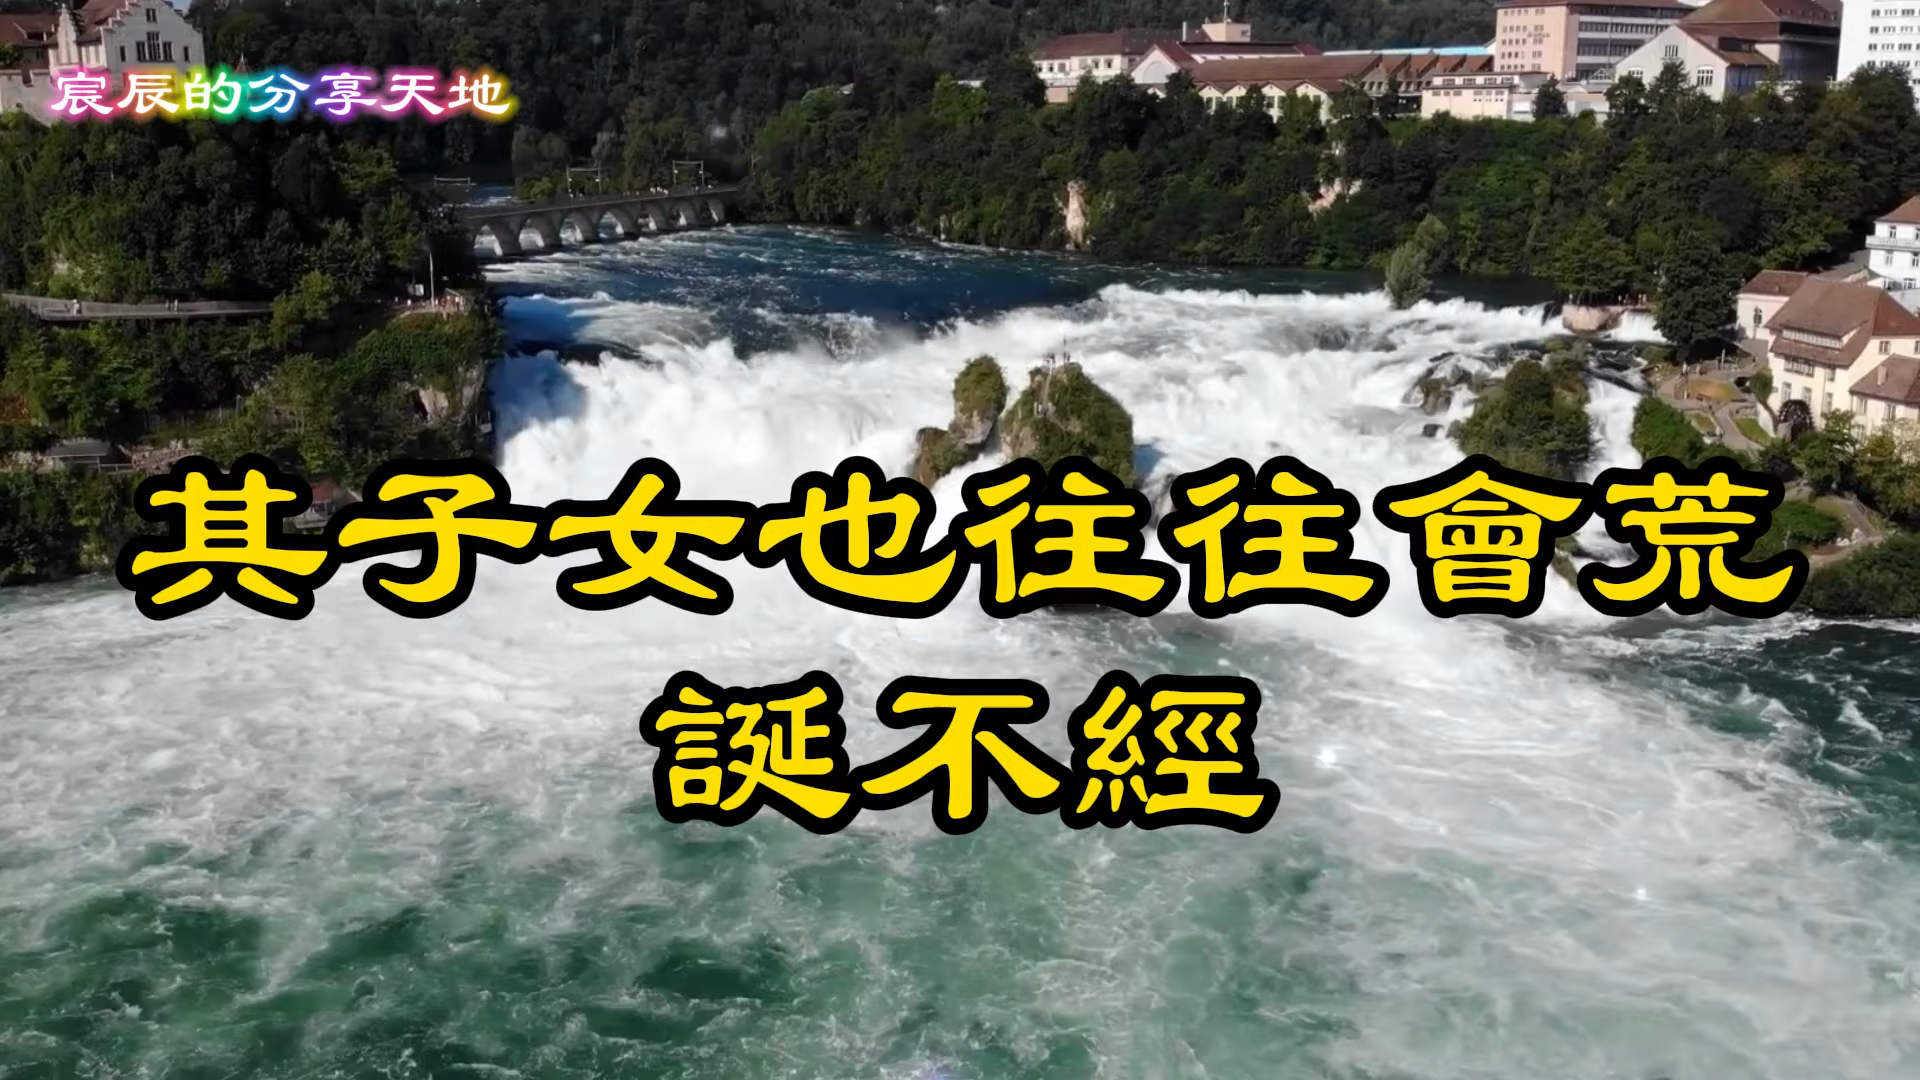 宸辰的分享天地
其子女也往往會荒
誕不經